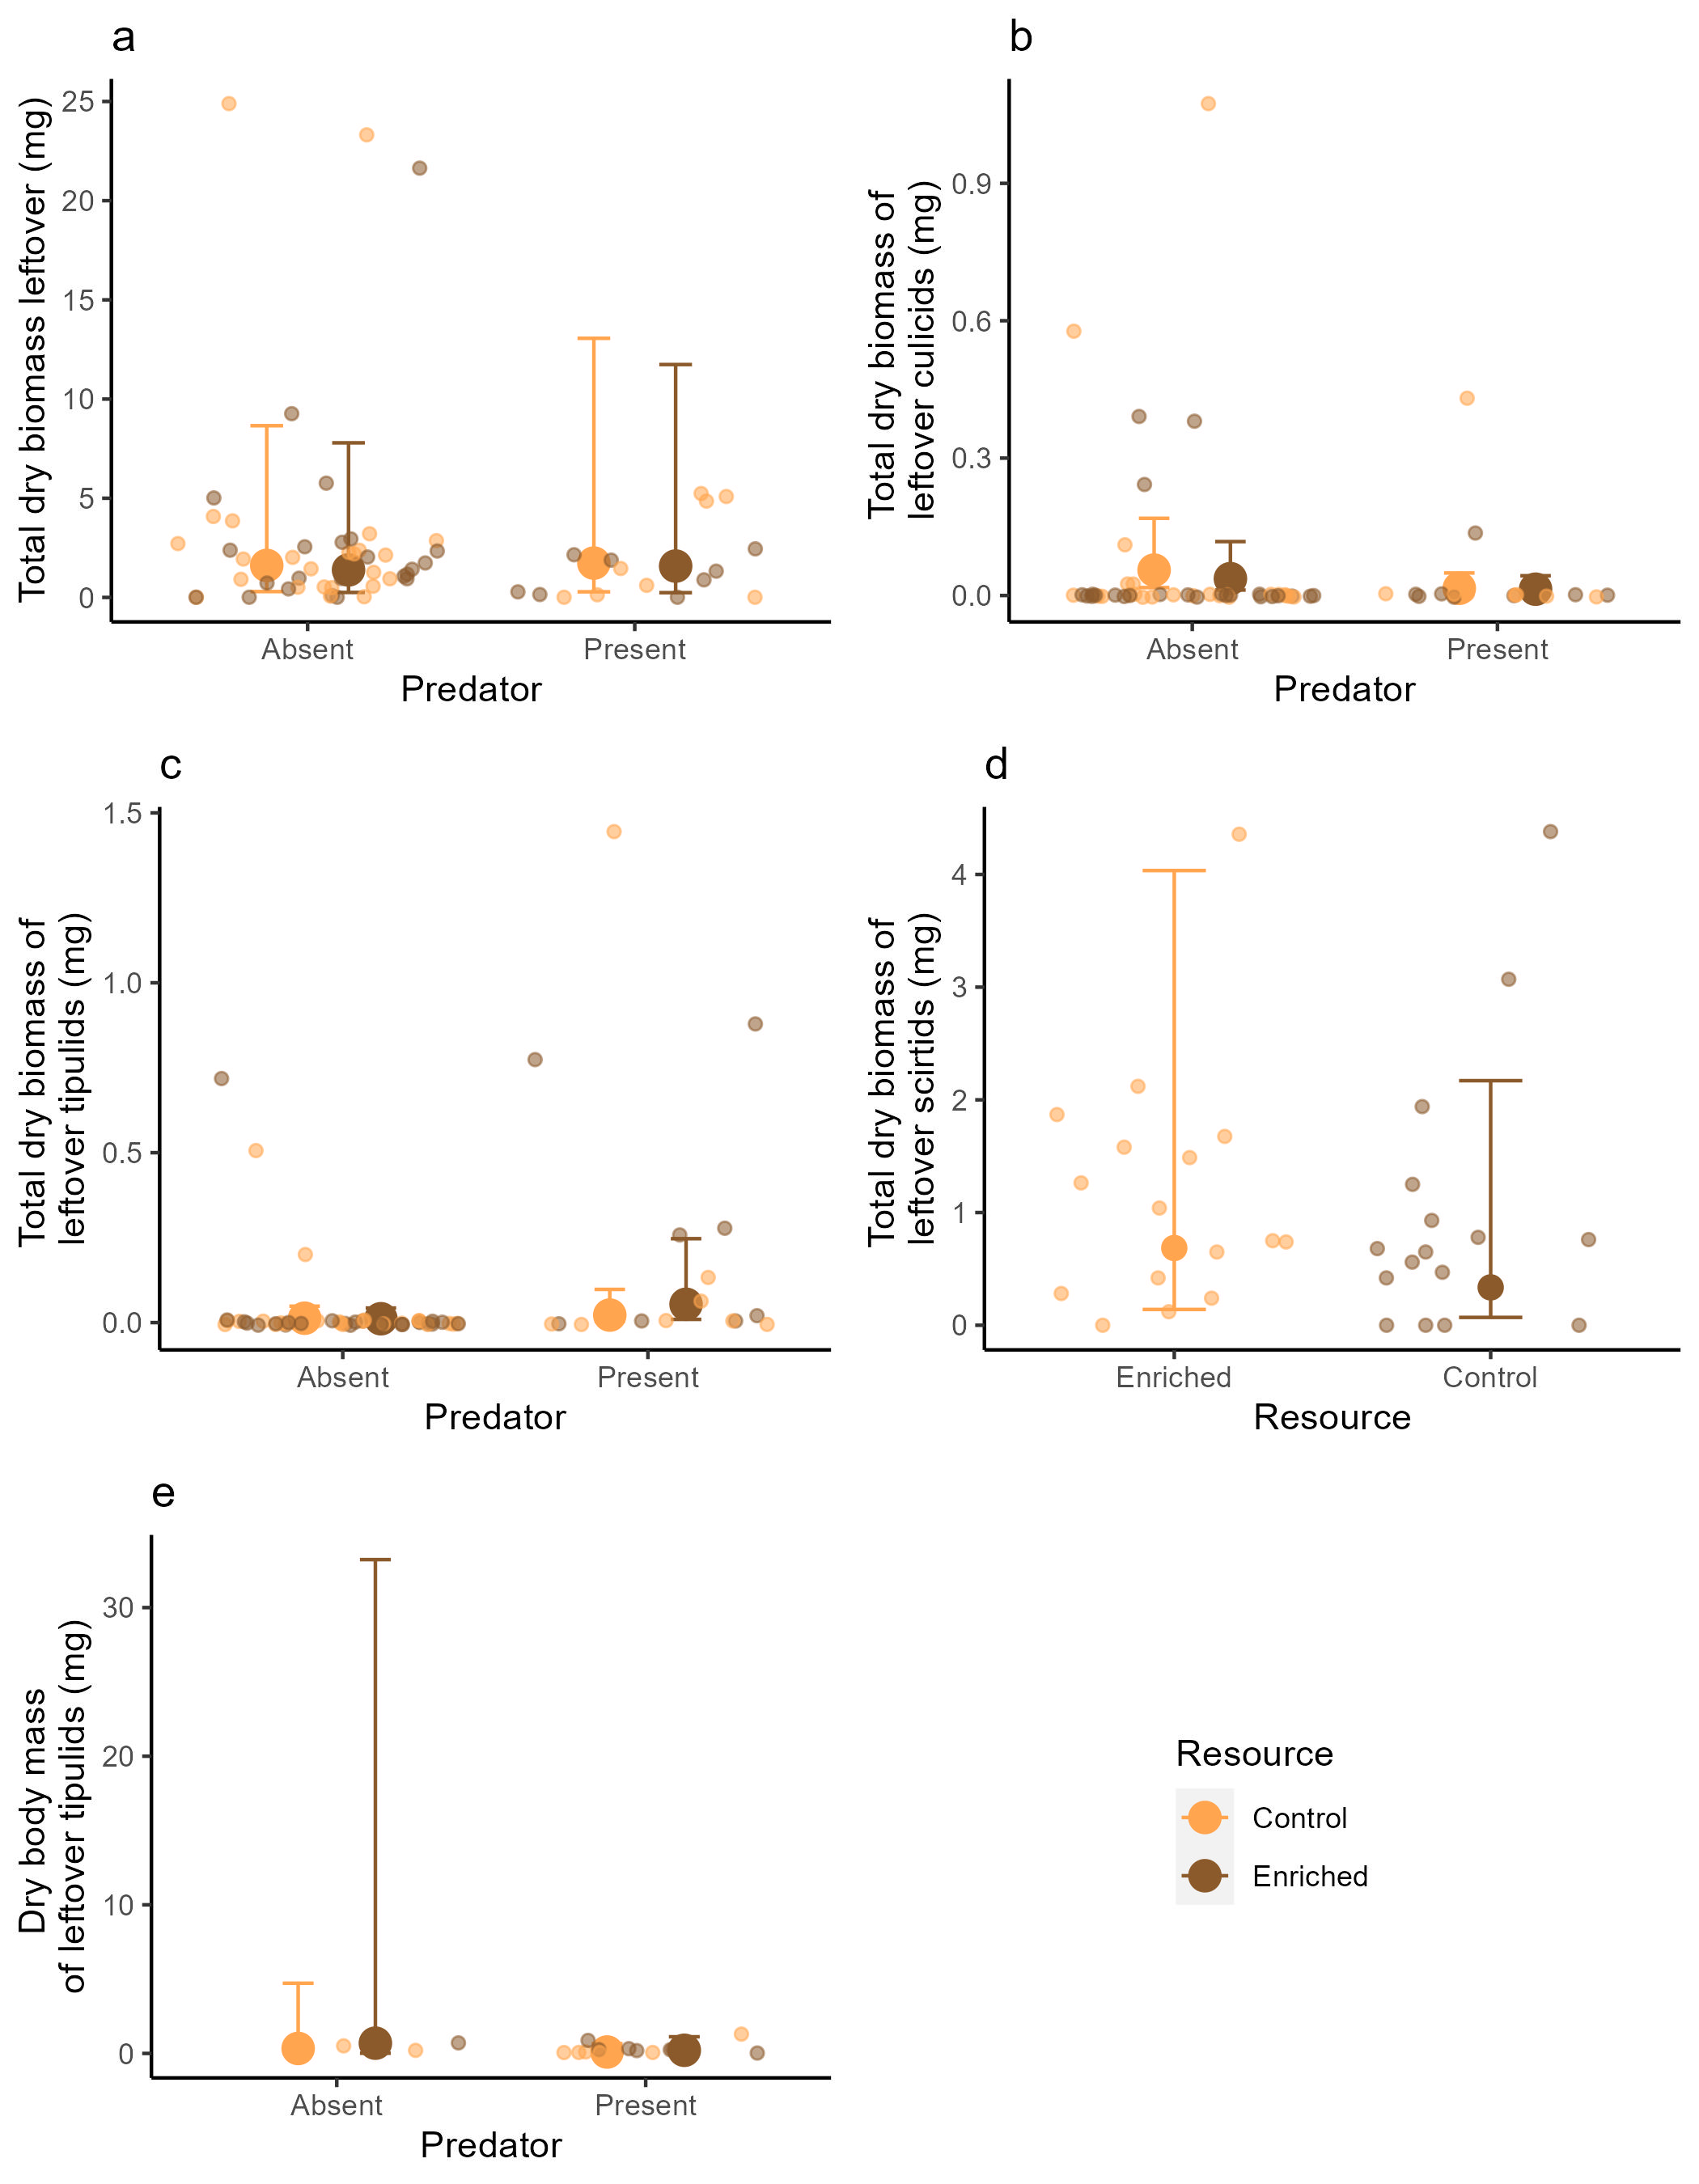 a
Total dry biomass leftover (mg)
25
20
15
10
5
0
Absent
Present
Predator
b
Total dry biomass of
leftover culicids (mg)
0.9
0.6
0.3
0.0
Absent
Present
Predator
c
Total dry biomass of
leftover tipulids (mg)
1.5
1.0
0.5
0.0
Absent
Present
Predator
d
Total dry biomass of
leftover scirtids (mg)
4
3
2
1
0
Enriched
Control
Resource
e
Dry body mass
of leftover tipulids (mg)
30
20
10
0
Absent
Present
Predator
Resource
Control
Enriched